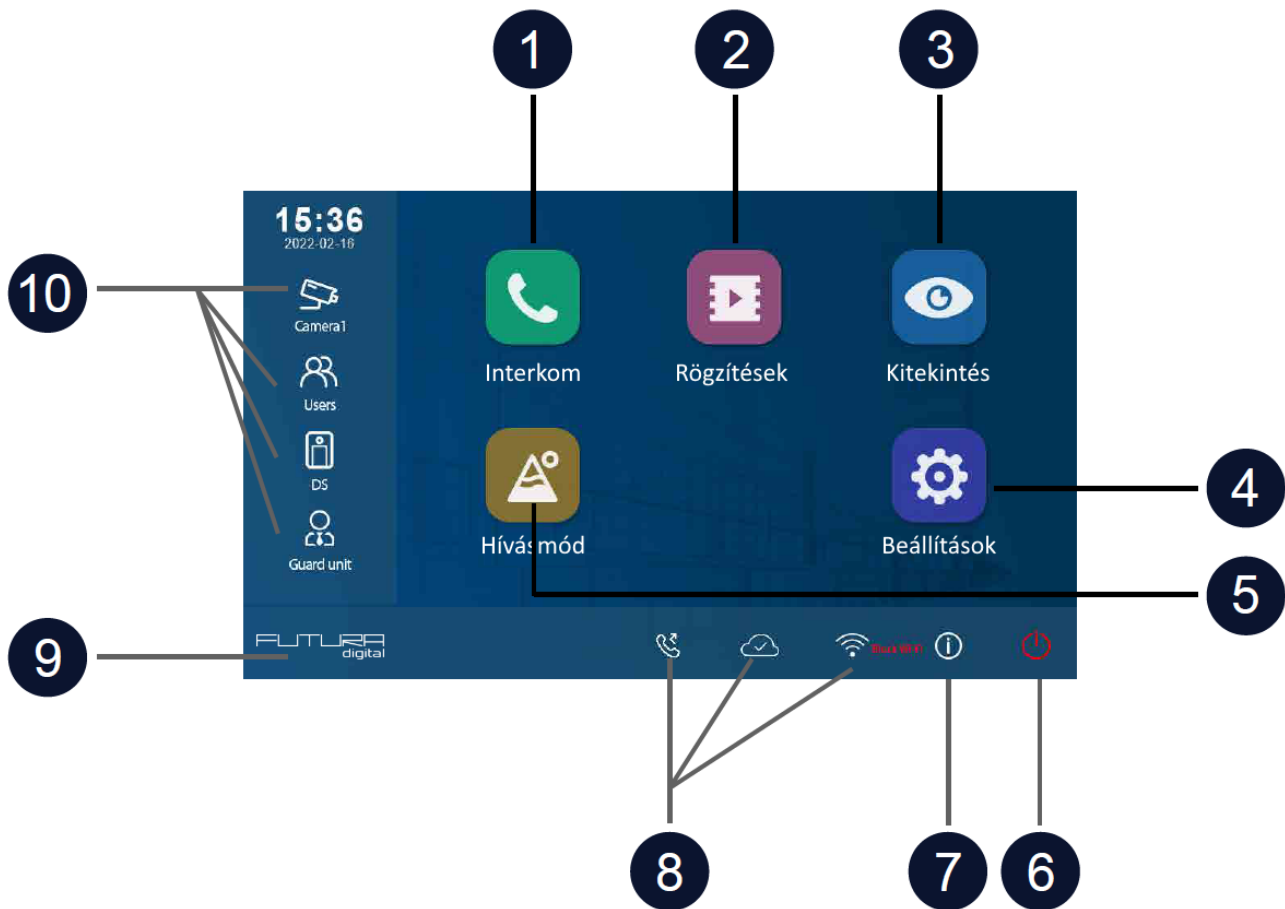 1
2
3
15:36
2022-02-16
10
Camera1
Interkom
Rögzítések
Kitekintés
Users
DS
4
Hívásmód
Beállítások
Guard unit
5
9
FUTURA
digital
8
7
6